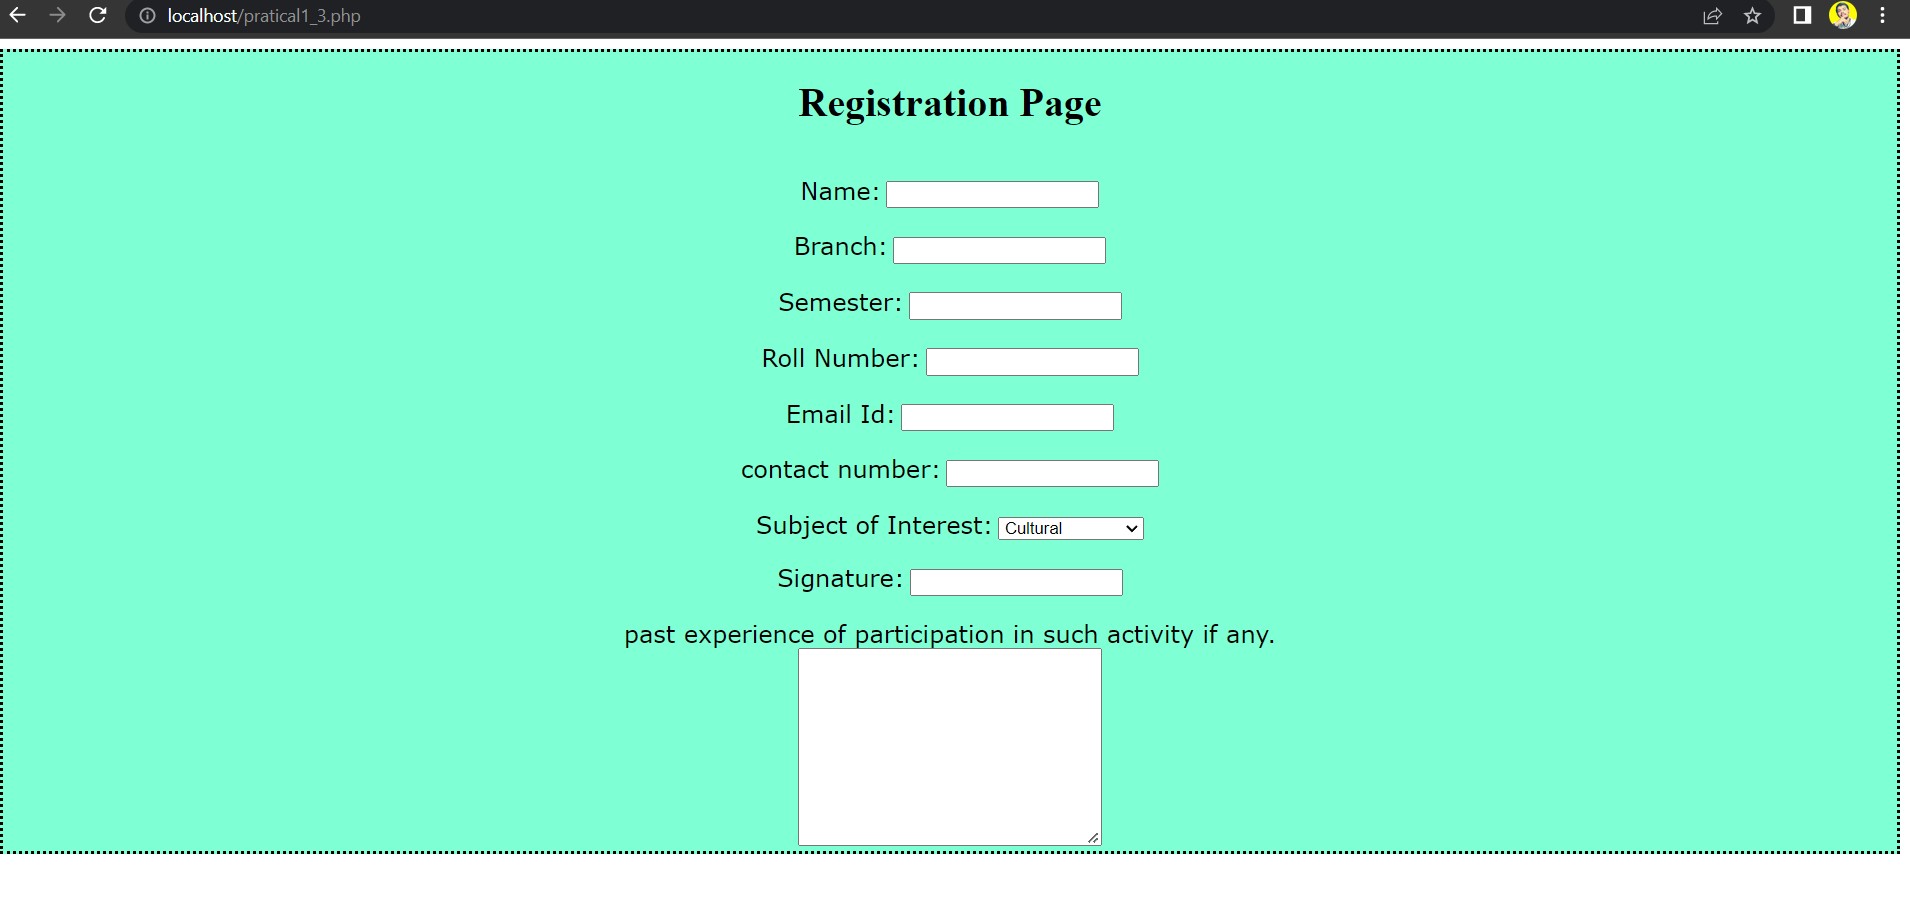 localhost/pratical1_3.php
Registration Page
Name:
Branch:
Semester:
Roll Number:
Email Id:
contact number:
Subject of Interest: Cultural
Signature:
past experience of participation in such activity if any.